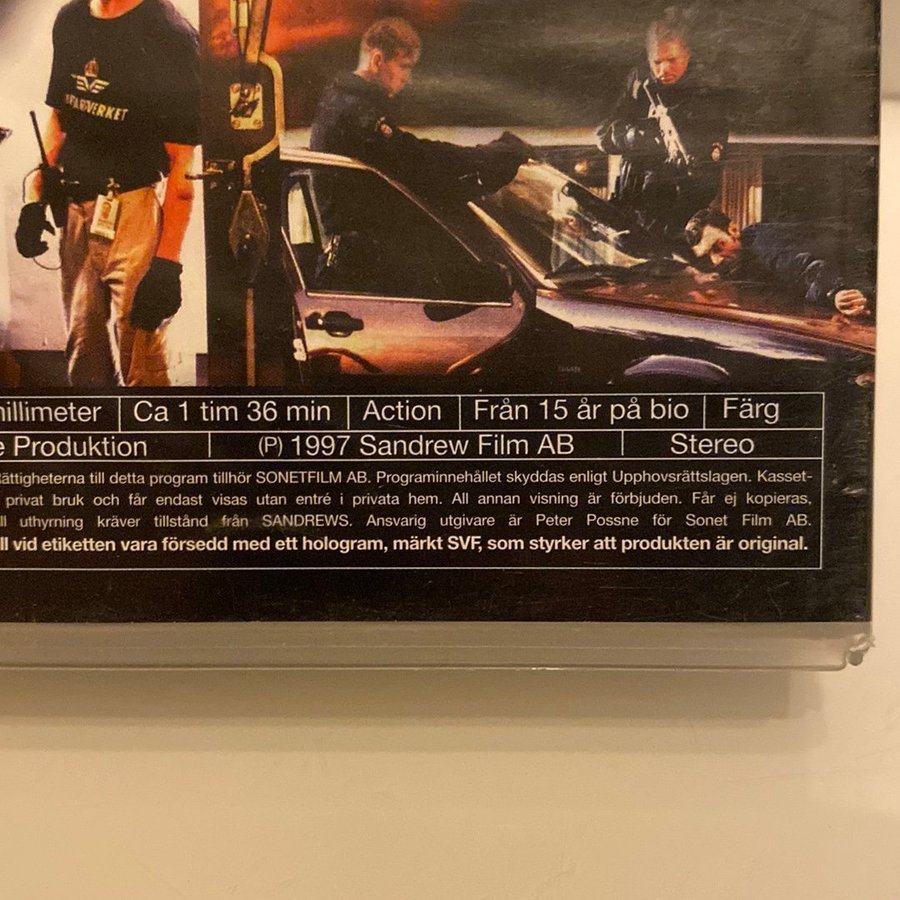 FARTVERKET
millimeter Ca 1 tim 36 min Action Från 15 år på bio Färg
e Produktion (P) 1997 Sandrew Film AB Stereo
ättigheterna till detta program tillhör SONETFILM AB. Programinnehållet skyddas enligt Upphovsrättslagen. Kasset-
privat bruk och får endast visas utan entré i privata hem. All annan visning är förbjuden. Får ej kopieras,
ll uthyrning kräver tillstånd från SANDREWS. Ansvarig utgivare är Peter Possne för Sonet Film AB.
ll vid etiketten vara försedd med ett hologram, märkt SVF, som styrker att produkten är original.